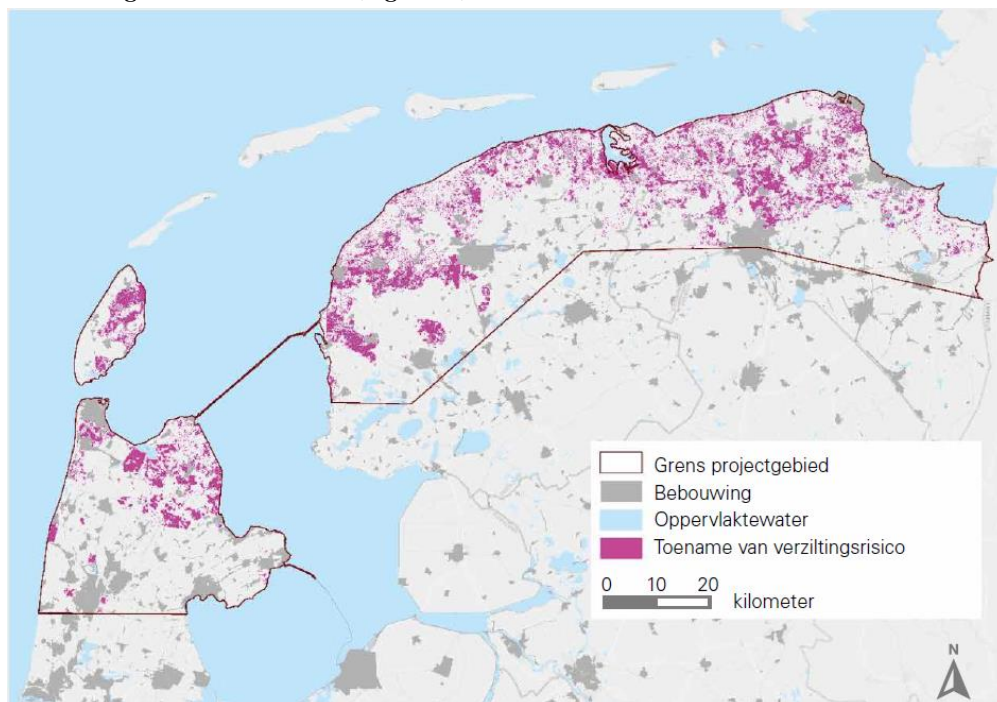 Grens projectgebied
Bebouwing
Oppervlaktewater
Toename van verziltingsrisico
0 10 20
kilometer
N